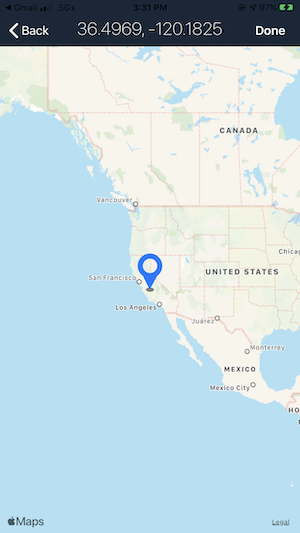 Gmail 5G 3:31 PM 97%
Back 36.4969, -120.1825 Done
CANADA
Vancouver
Chicag
San Francisco
UNITED STATES
Los Angeles
Juárez
Monterrey
MEXICO
Mexico City
HO
Maps Legal